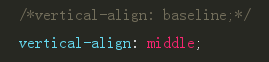 /*vertical-align: baseline;*/
vertical-align: middle;